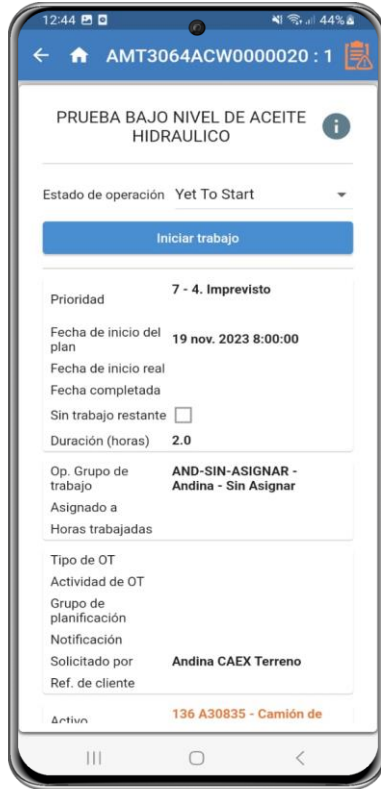 12:44 44%
AMT3064ACW0000020 : 1
PRUEBA BAJO NIVEL DE ACEITE
HIDRAULICO
i
Estado de operación Yet To Start
Iniciar trabajo
Prioridad 7 - 4. Imprevisto
Fecha de inicio del
plan 19 nov. 2023 8:00:00
Fecha de inicio real
Fecha completada
Sin trabajo restante
Duración (horas) 2.0
Op. Grupo de AND-SIN-ASIGNAR -
trabajo Andina - Sin Asignar
Asignado a
Horas trabajadas
Tipo de OT
Actividad de OT
Grupo de
planificación
Notificación
Solicitado por Andina CAEX Terreno
Ref. de cliente
Activo 136 A30835 - Camión de